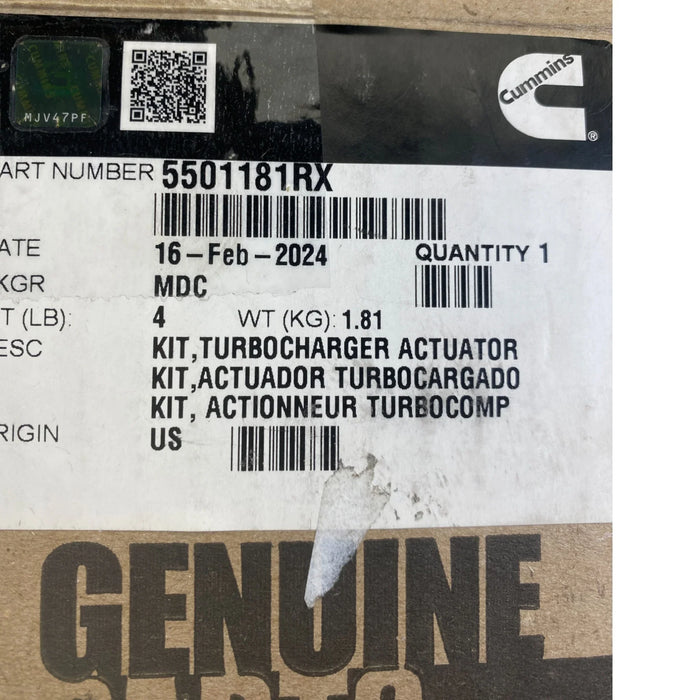 Cummins
®
MJV47PF
ART NUMBER 5501181RX
ATE 16-Feb-2024 QUANTITY 1
KGR MDC
T (LB): 4 WT (KG): 1.81
ESC KIT,TURBOCHARGER ACTUATOR
KIT,ACTUADOR TURBOCARGADO
KIT, ACTIONNEUR TURBOCOMP
RIGIN US
GENUINE
PARTS